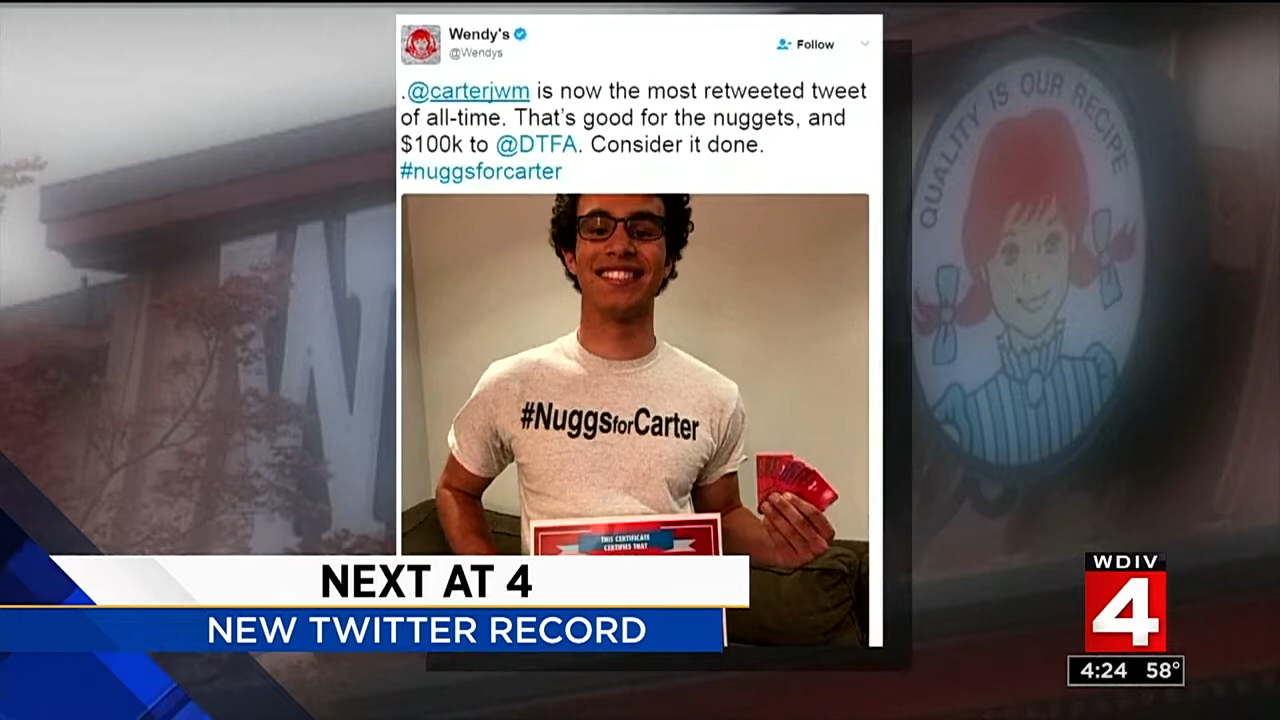 Wendy's
@Wendys
Follow
.@carterjwm is now the most retweeted tweet
of all-time. That's good for the nuggets, and
$100k to @DTFA. Consider it done.
#nuggsforcarter
QUALITY IS OUR RECIPE
#NuggsforCarter
THIS CERTIFICATE
CERTIFIES THAT
NEXT AT 4
NEW TWITTER RECORD
WDIV
4
4:24 58°